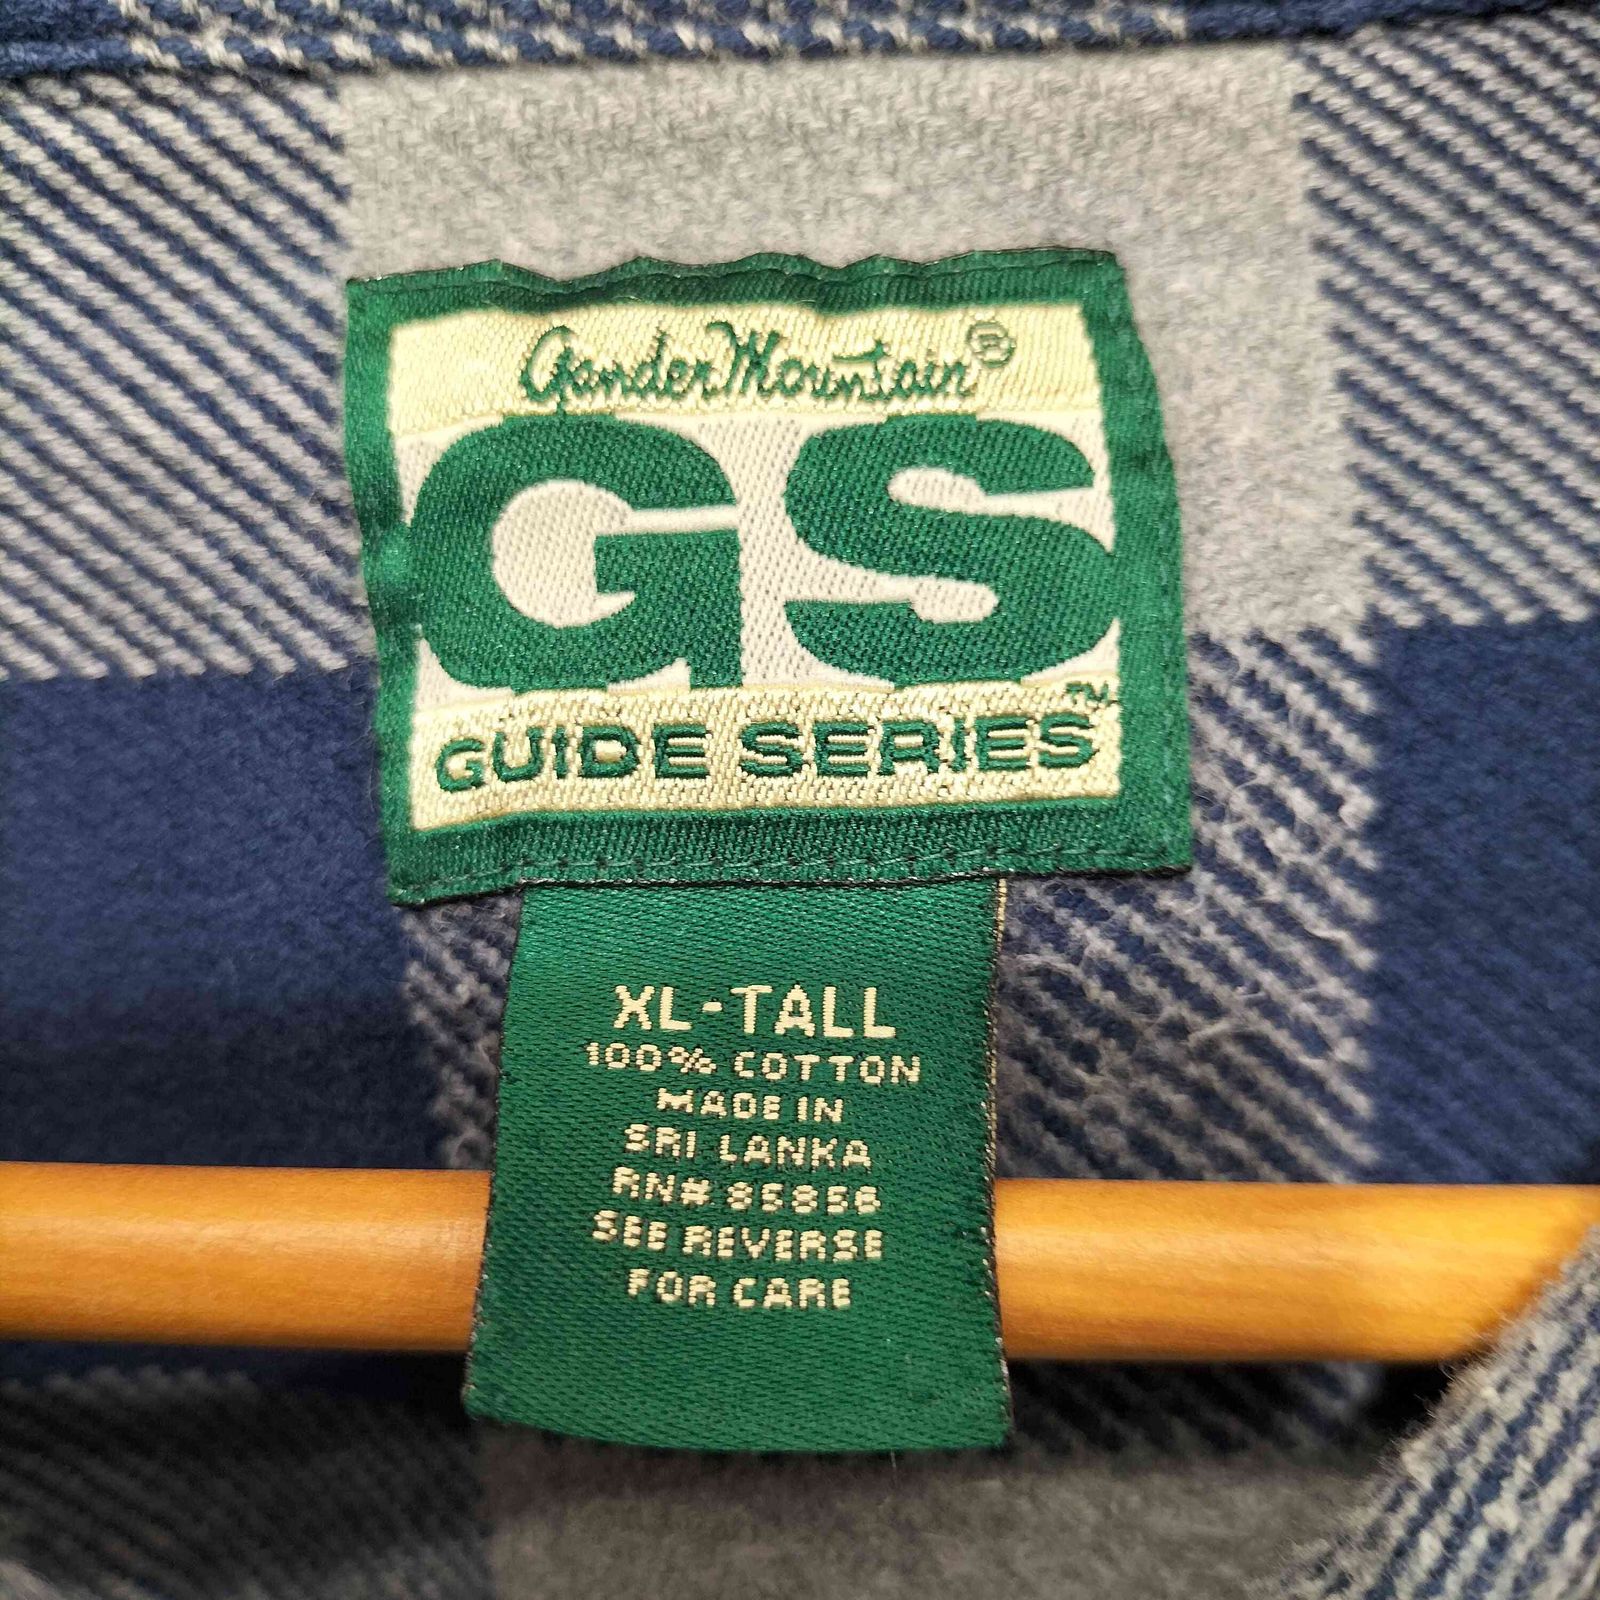 Gander Mountain®
GS
GUIDE SERIES™
XL-TALL
100% COTTON
MADE IN
SRI LANKA
RN# 85856
SEE REVERSE
FOR CARE